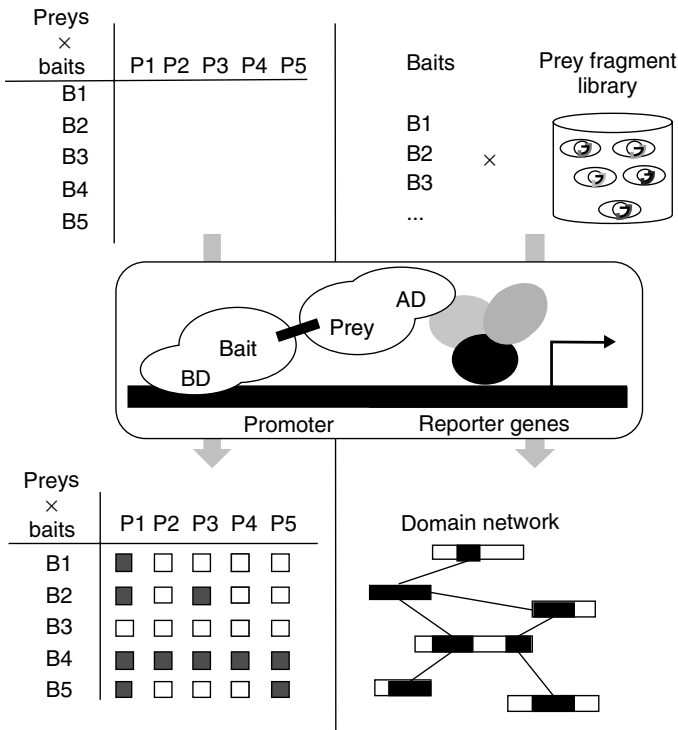 Preys
×
baits P1 P2 P3 P4 P5
B1
B2
B3
B4
B5
Baits
B1
B2
B3
...
×
Prey fragment
library
AD
Prey
Bait
BD
Promoter
Reporter genes
Preys
×
baits P1 P2 P3 P4 P5
B1
B2
B3
B4
B5
Domain network